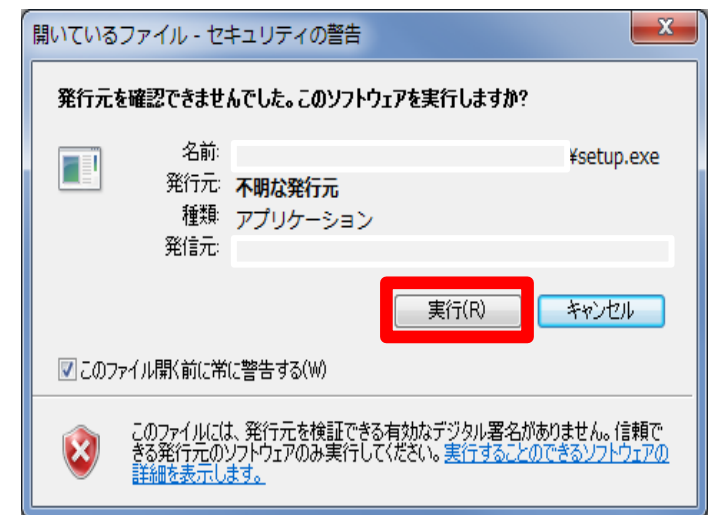 開いているファイル - セキュリティの警告
発行元を確認できませんでした。このソフトウェアを実行しますか?
名前: ¥setup.exe
発行元: 不明な発行元
種類: アプリケーション
発信元:
実行(R) キャンセル
このファイル開く前に常に警告する(W)
このファイルには、発行元を検証できる有効なデジタル署名がありません。信頼で
きる発行元のソフトウェアのみ実行してください。実行することのできるソフトウェアの
詳細を表示します。